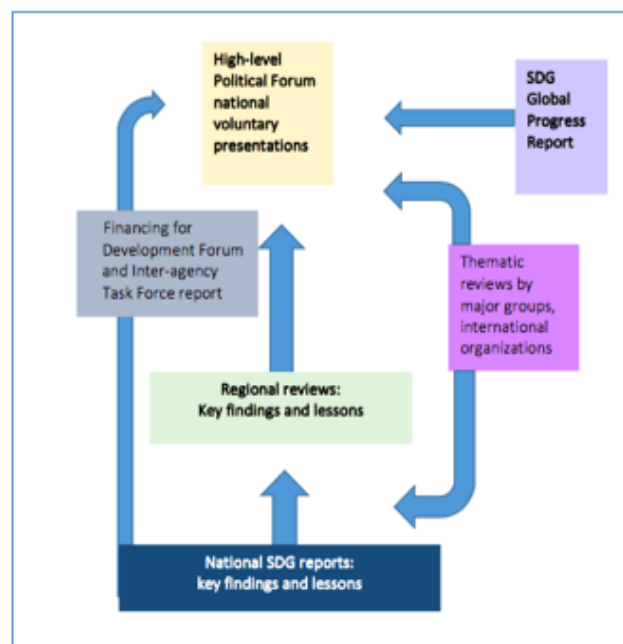 High-level
Political Forum
national
voluntary
presentations
SDG
Global
Progress
Report
Financing for
Development Forum
and Inter-agency
Task Force report
Thematic
reviews by
major groups,
international
organizations
Regional reviews:
Key findings and lessons
National SDG reports:
key findings and lessons